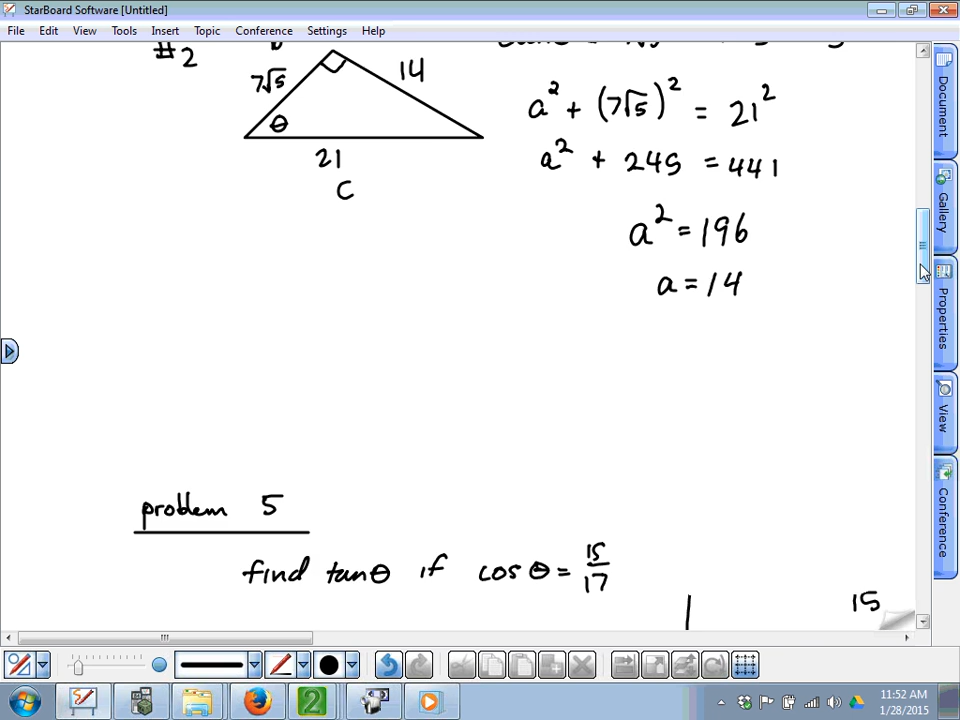 StarBoard Software [Untitled]
File Edit View Tools Insert Topic Conference Settings Help
#2
7√5
14
θ
21
C
a² + (7√5)² = 21²
a² + 245 = 441
a² = 196
a = 14
problem 5
find tanθ if cos θ = 15/17
15
Document
Gallery
Properties
View
Conference
11:52 AM
1/28/2015